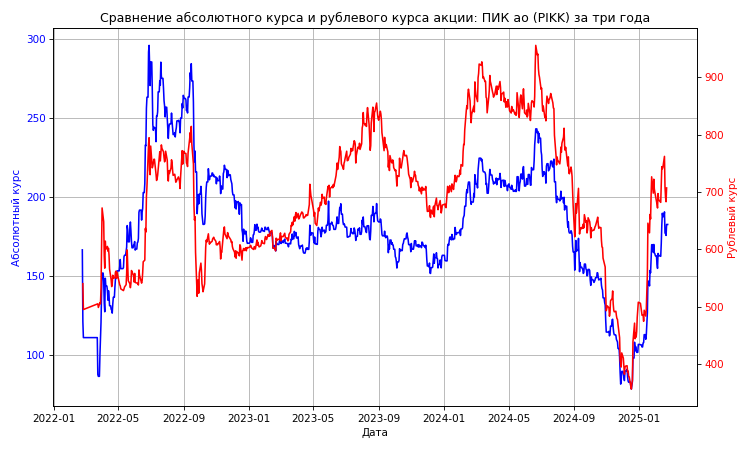 Сравнение абсолютного курса и рублевого курса акции: ПИК ао (PIKK) за три года
300
250
200
150
100
Абсолютный курс
900
800
700
600
500
400
Рублевый курс
2022-01 2022-05 2022-09 2023-01 2023-05 2023-09 2024-01 2024-05 2024-09 2025-01
Дата